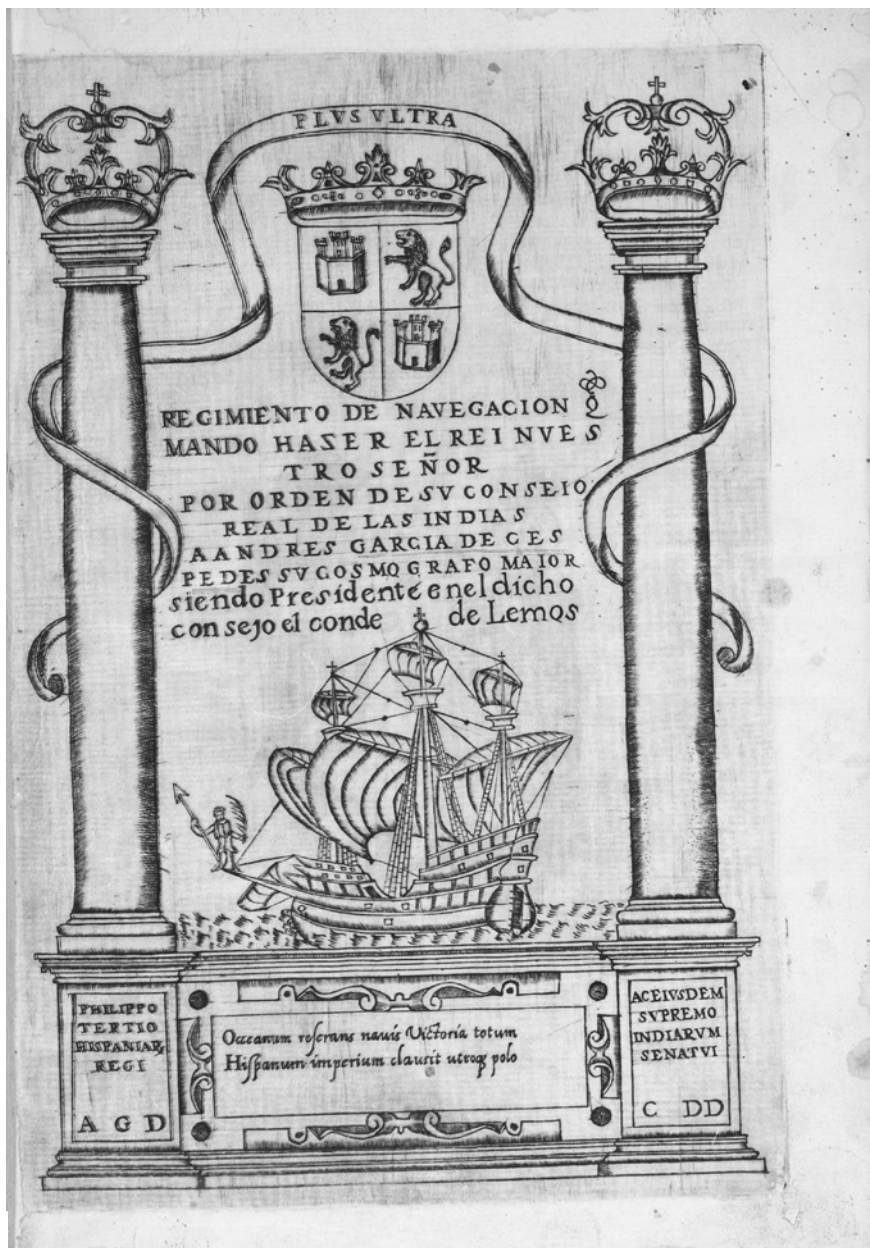 PLVS VLTRA
REGIMIENTO DE NAVEGACION Q̃
MANDO HAZER EL REI NVES
TRO SEÑOR
POR ORDEN DE SV CONSEIO
REAL DE LAS INDIAS
A ANDRES GARCIA DE CES
PEDES SV COSMOGRAFO MAIOR
siendo Presidente en el dicho
consejo el conde de Lemos
PHILIPPO
TERTIO
HISPANIAR
REGI
A G D
Oceanum reserans navis Victoria totum
Hispanum imperium clausit utroq polo
AC EIVSDEM
SVPREMO
INDIARVM
SENATVI
C DD